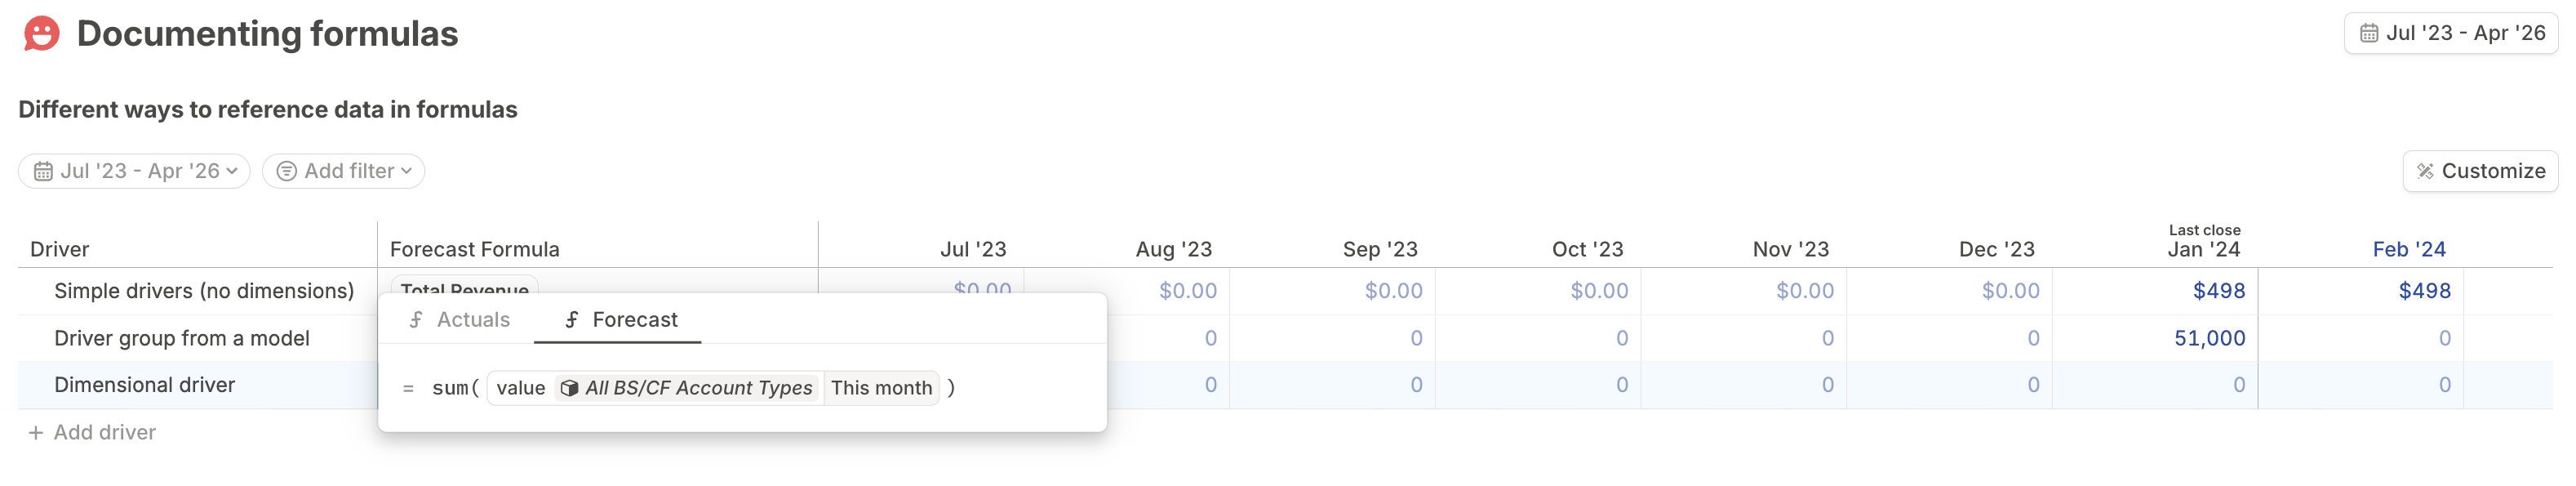 Documenting formulas
Jul '23 - Apr '26
Different ways to reference data in formulas
Jul '23 - Apr '26 Add filter
Customize
Driver Forecast Formula Jul '23 Aug '23 Sep '23 Oct '23 Nov '23 Dec '23 Last close Jan '24 Feb '24
Simple drivers (no dimensions) Total Revenue $0.00 $0.00 $0.00 $0.00 $0.00 $0.00 $498 $498
Actuals Forecast
Driver group from a model 0 0 0 0 0 51,000 0
Dimensional driver 0 0 0 0 0 0 0
= sum( value All BS/CF Account Types This month )
+ Add driver